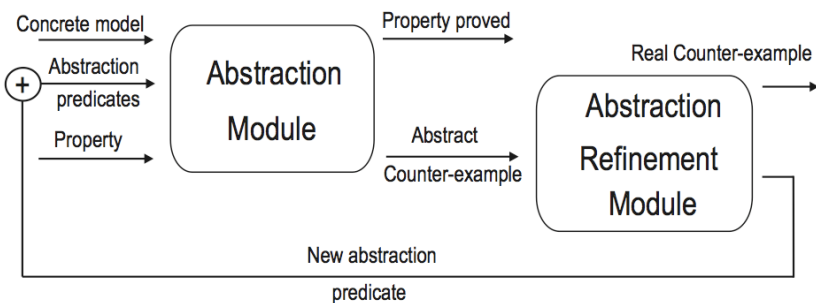 Concrete model
+
Abstraction
predicates
Property
Abstraction
Module
Property proved
Abstract
Counter-example
Real Counter-example
Abstraction
Refinement
Module
New abstraction
predicate